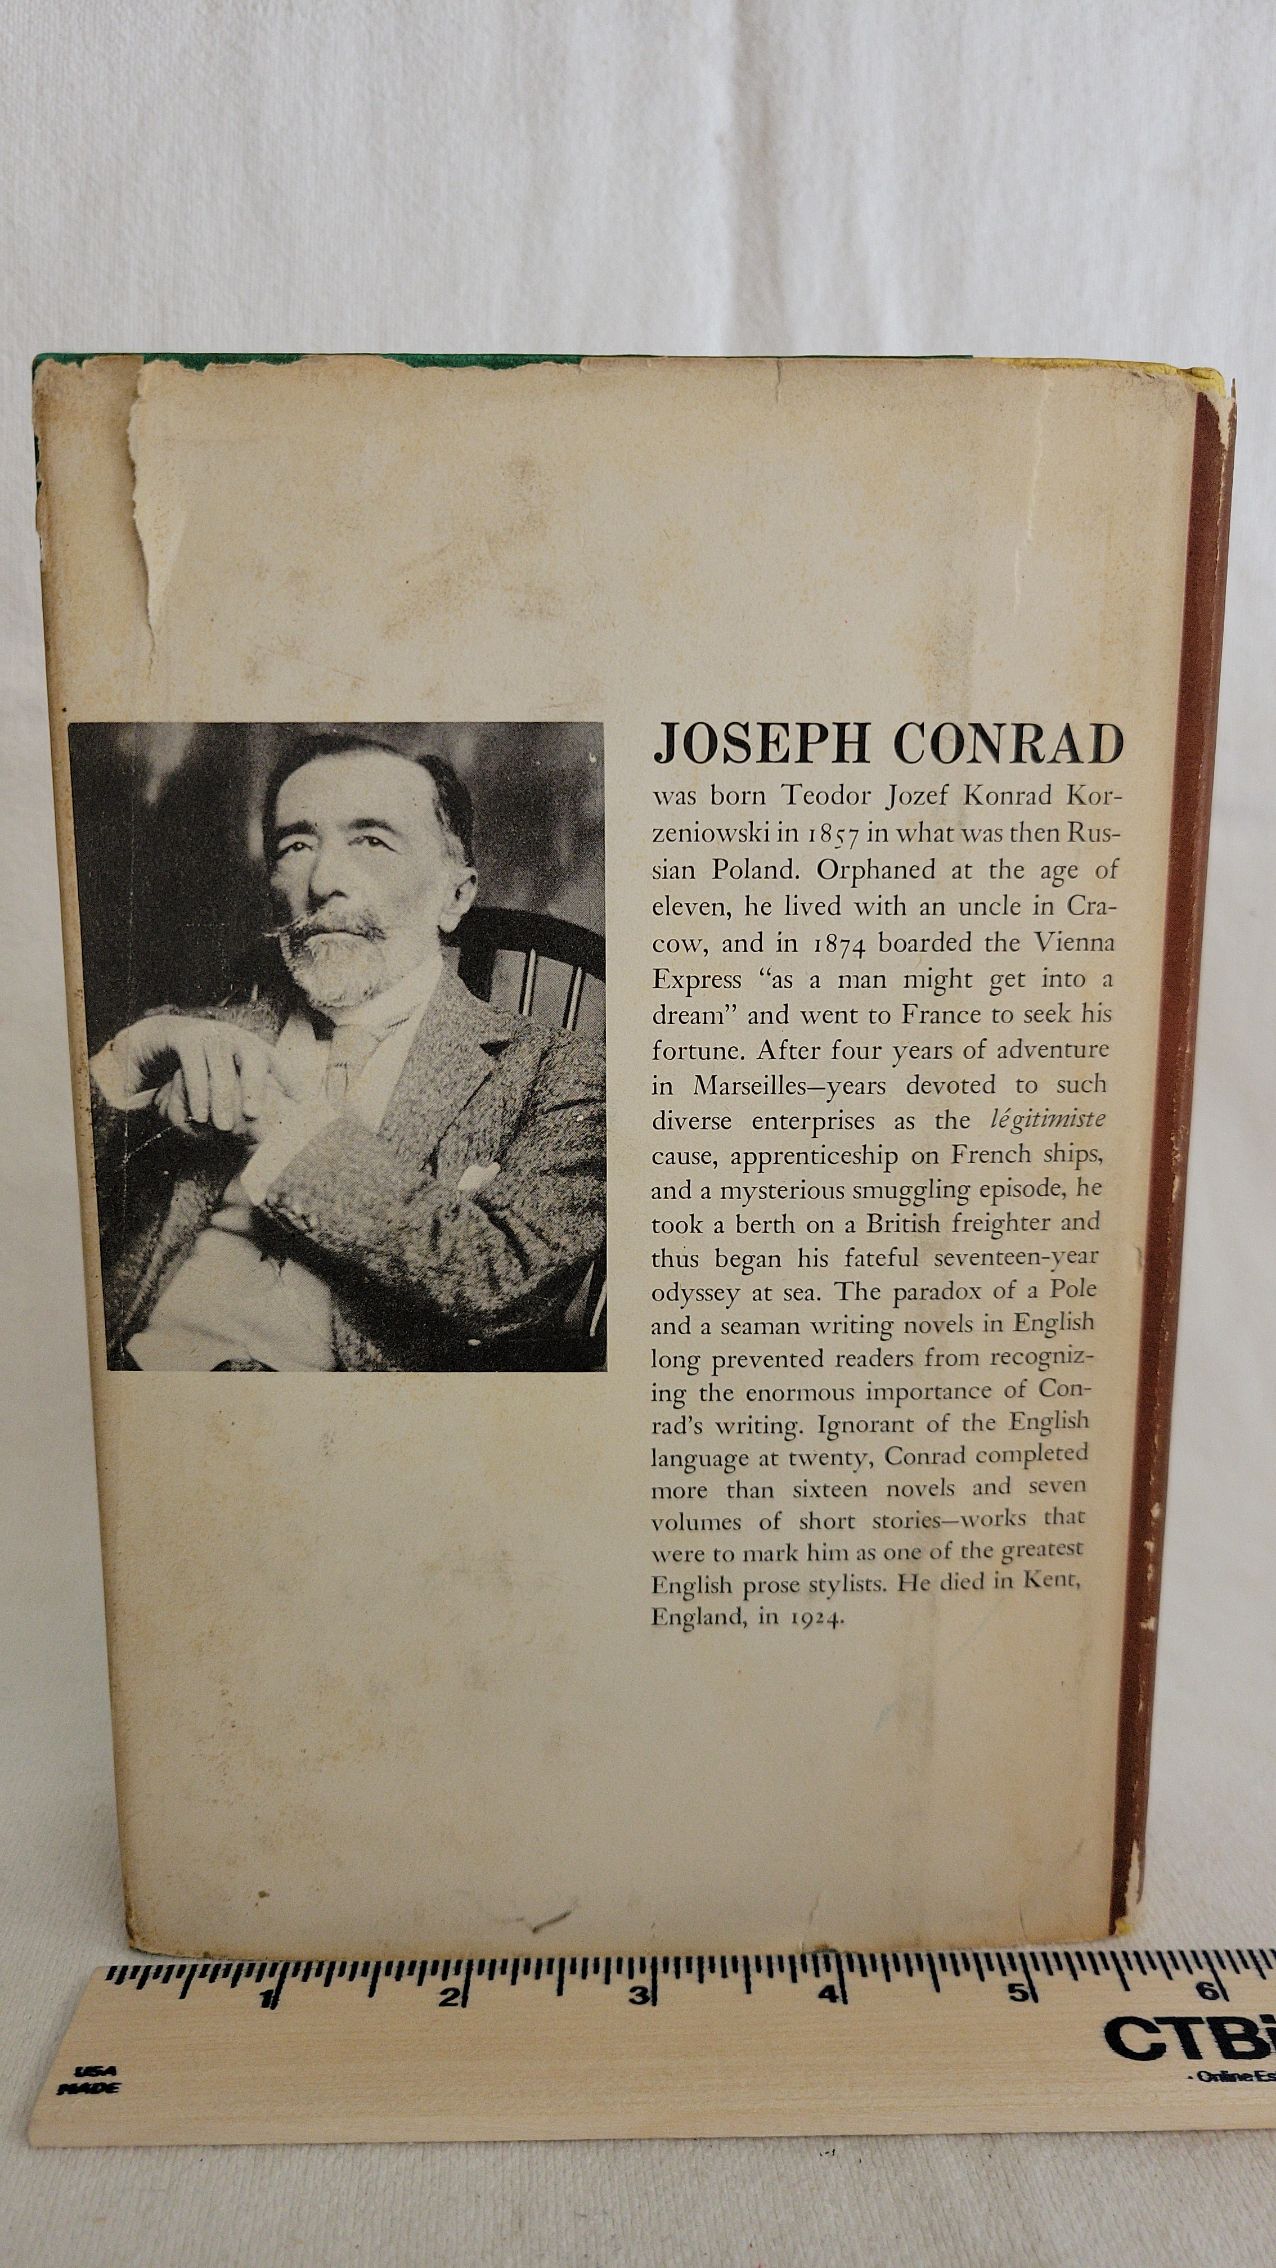 JOSEPH CONRAD
was born Teodor Jozef Konrad Kor-
zeniowski in 1857 in what was then Rus-
sian Poland. Orphaned at the age of
eleven, he lived with an uncle in Cra-
cow, and in 1874 boarded the Vienna
Express “as a man might get into a
dream” and went to France to seek his
fortune. After four years of adventure
in Marseilles—years devoted to such
diverse enterprises as the légitimiste
cause, apprenticeship on French ships,
and a mysterious smuggling episode, he
took a berth on a British freighter and
thus began his fateful seventeen-year
odyssey at sea. The paradox of a Pole
and a seaman writing novels in English
long prevented readers from recogniz-
ing the enormous importance of Con-
rad’s writing. Ignorant of the English
language at twenty, Conrad completed
more than sixteen novels and seven
volumes of short stories—works that
were to mark him as one of the greatest
English prose stylists. He died in Kent,
England, in 1924.
1 2 3 4 5 6
CTBi
- Online Es
USA
MADE